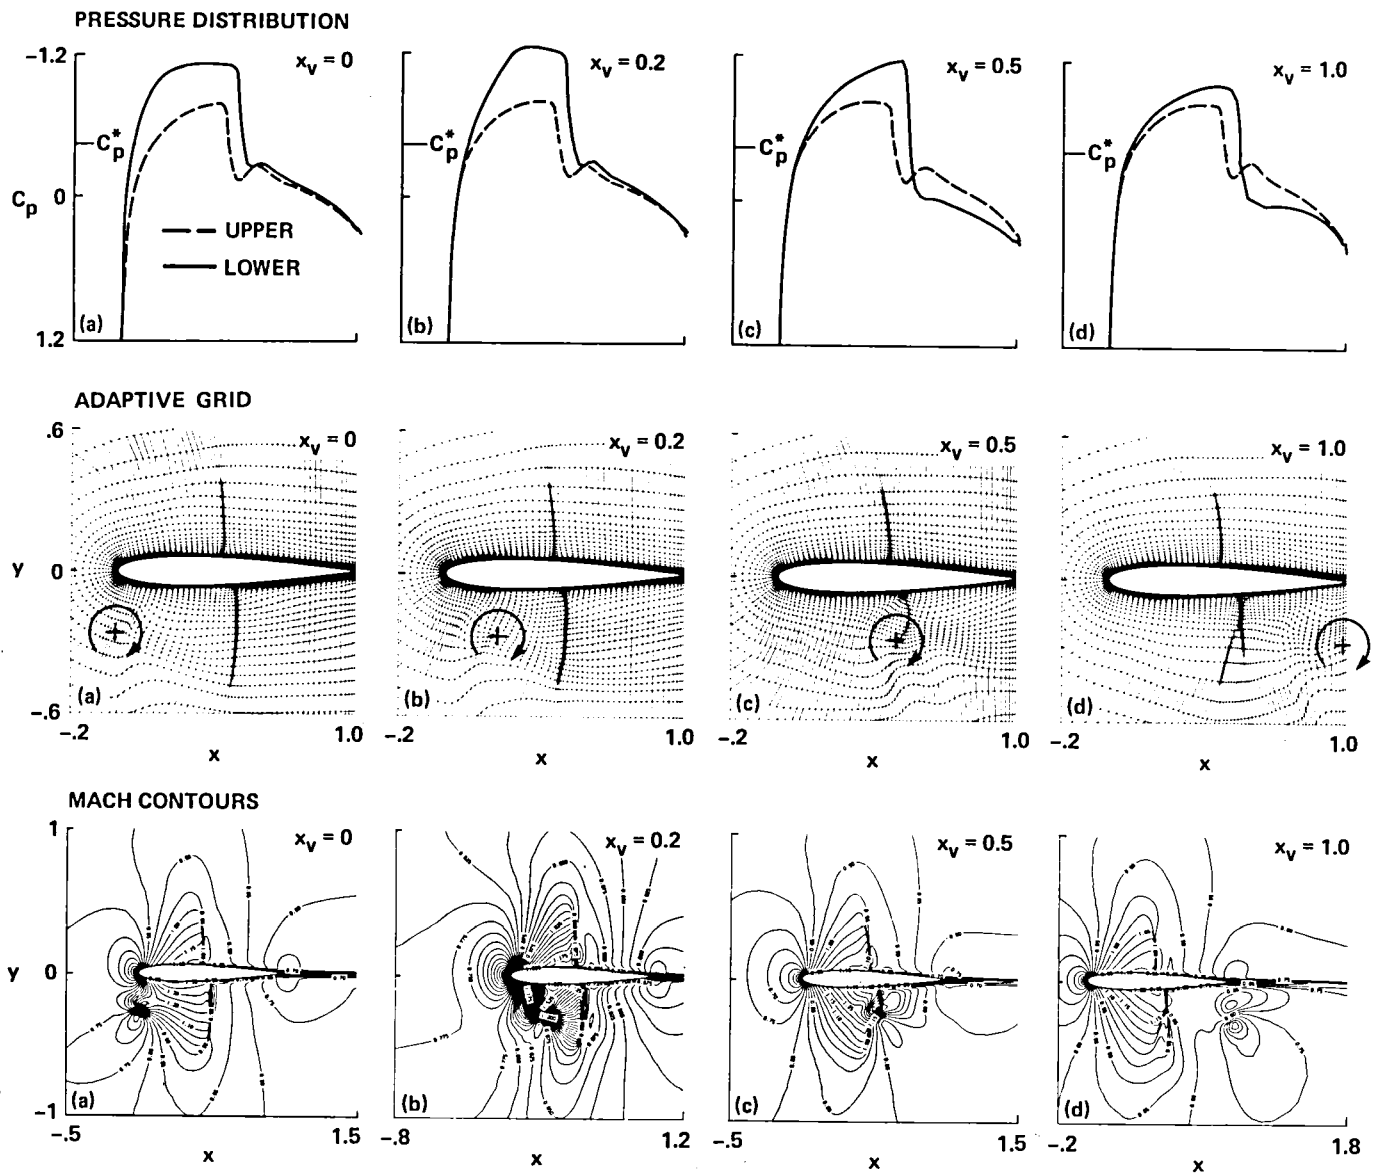 PRESSURE DISTRIBUTION
-1.2
x_v = 0
x_v = 0.2
x_v = 0.5
x_v = 1.0
C_p^*
C_p^*
C_p^*
C_p^*
C_p
0
UPPER
LOWER
1.2
(a)
(b)
(c)
(d)
ADAPTIVE GRID
.6
x_v = 0
x_v = 0.2
x_v = 0.5
x_v = 1.0
y
0
-.6
(a)
(b)
(c)
(d)
-.2
1.0
-.2
1.0
-.2
1.0
-.2
1.0
x
x
x
x
MACH CONTOURS
1
x_v = 0
x_v = 0.2
x_v = 0.5
x_v = 1.0
y
0
-1
(a)
(b)
(c)
(d)
-.5
1.5
-.8
1.2
-.5
1.5
-.2
1.8
x
x
x
x